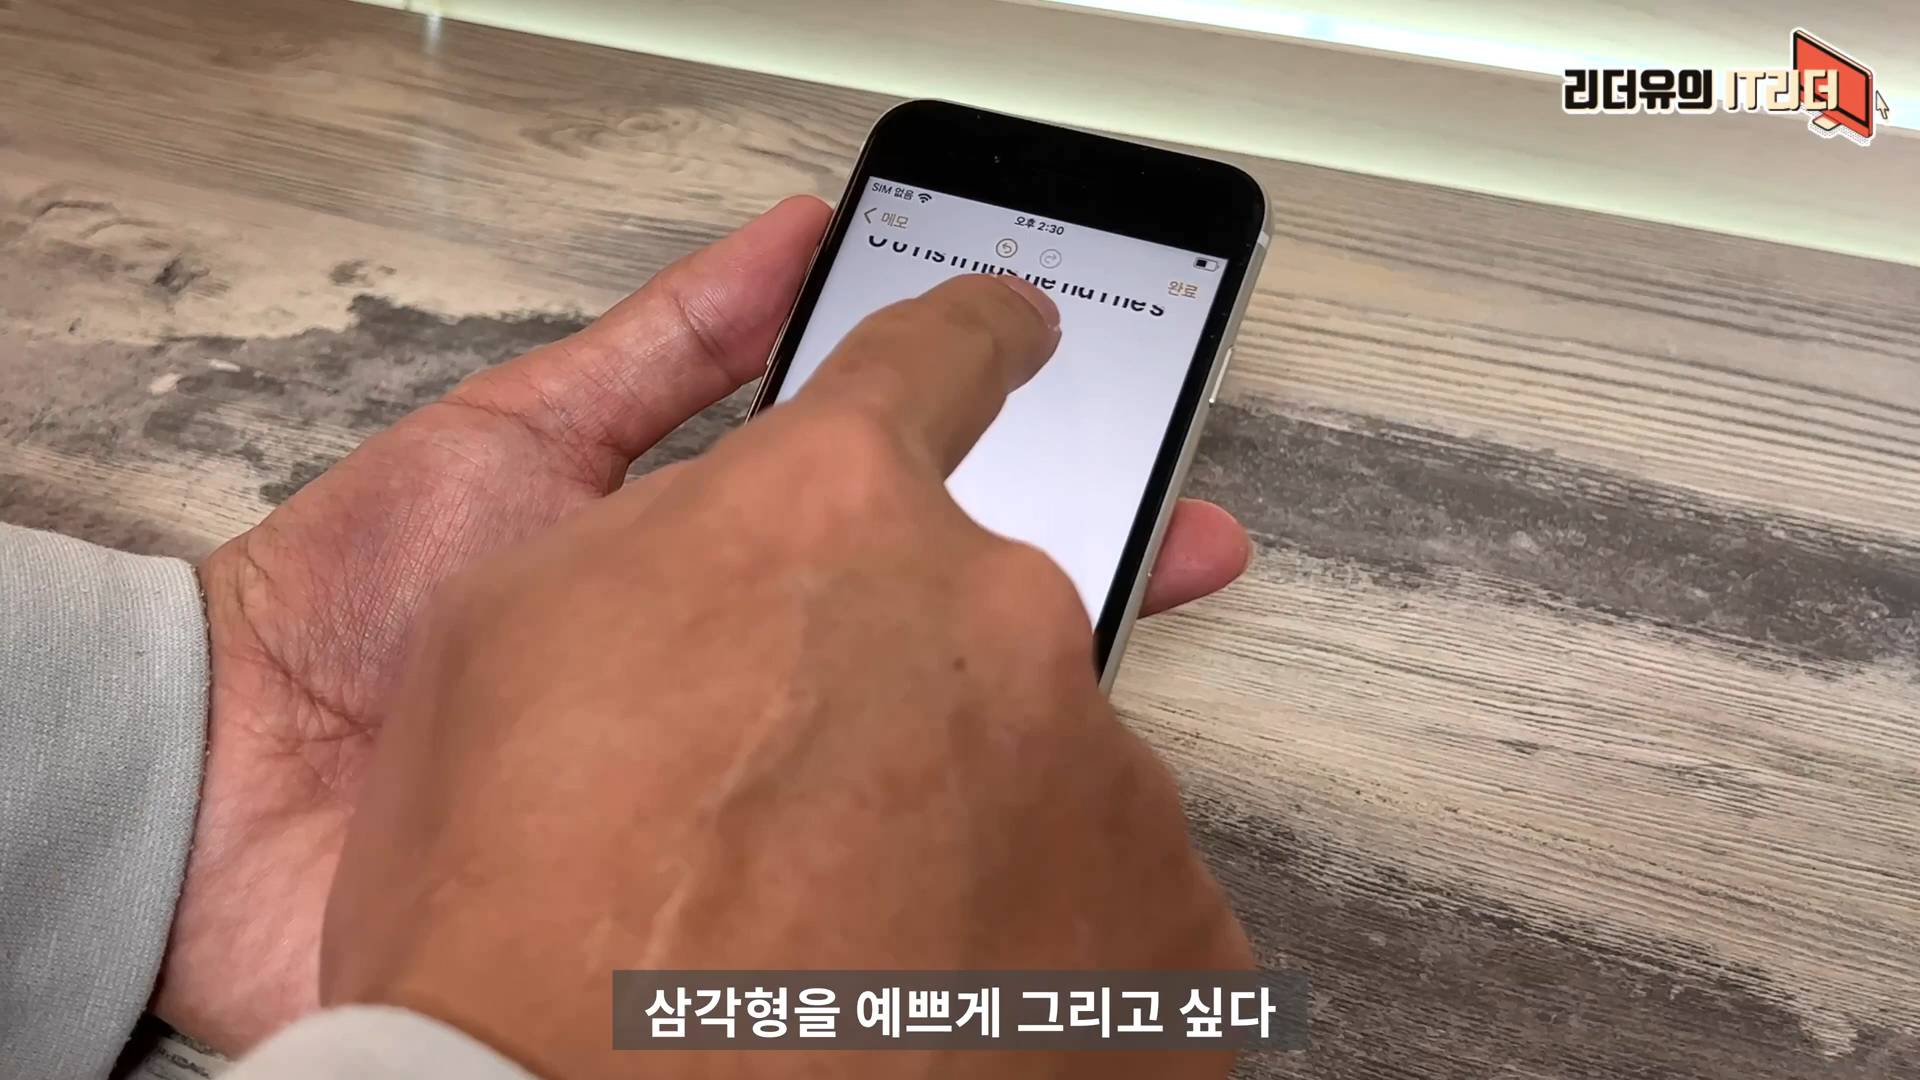 리더유의 IT리더
SIM 없음
오후 2:30
메모
완료
삼각형을 예쁘게 그리고 싶다